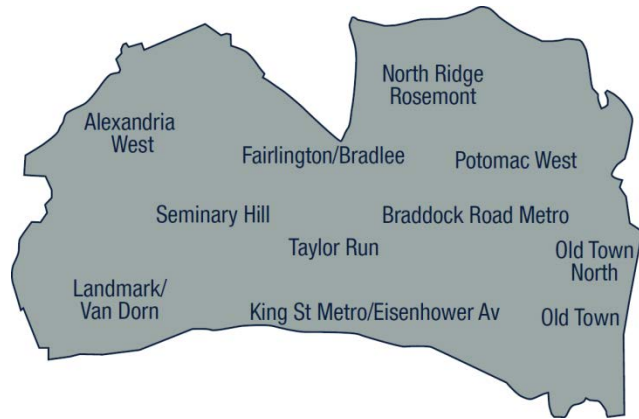 North Ridge
Rosemont
Alexandria
West
Fairlington/Bradlee
Potomac West
Seminary Hill
Braddock Road Metro
Taylor Run
Old Town
North
Landmark/
Van Dorn
King St Metro/Eisenhower Av
Old Town